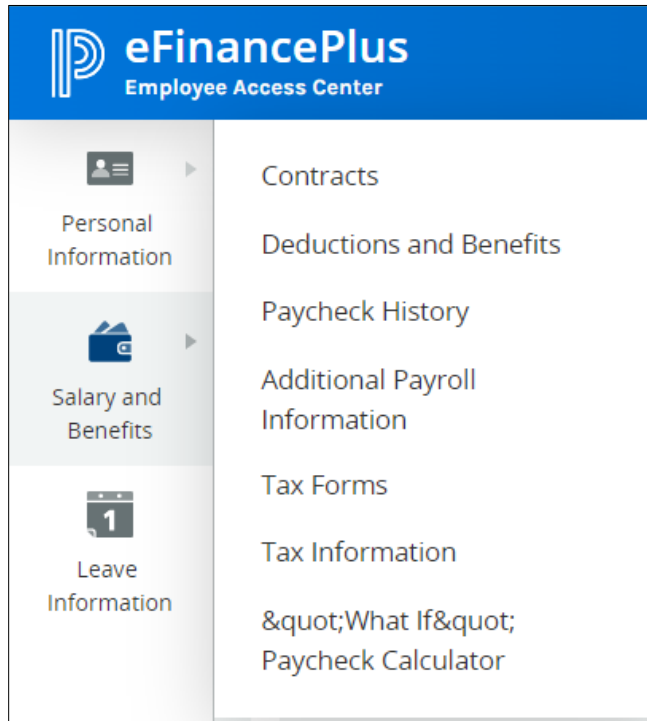 eFinancePlus
Employee Access Center
Personal
Information
Salary and
Benefits
1
Leave
Information
Contracts
Deductions and Benefits
Paycheck History
Additional Payroll
Information
Tax Forms
Tax Information
&quot;What If&quot;
Paycheck Calculator